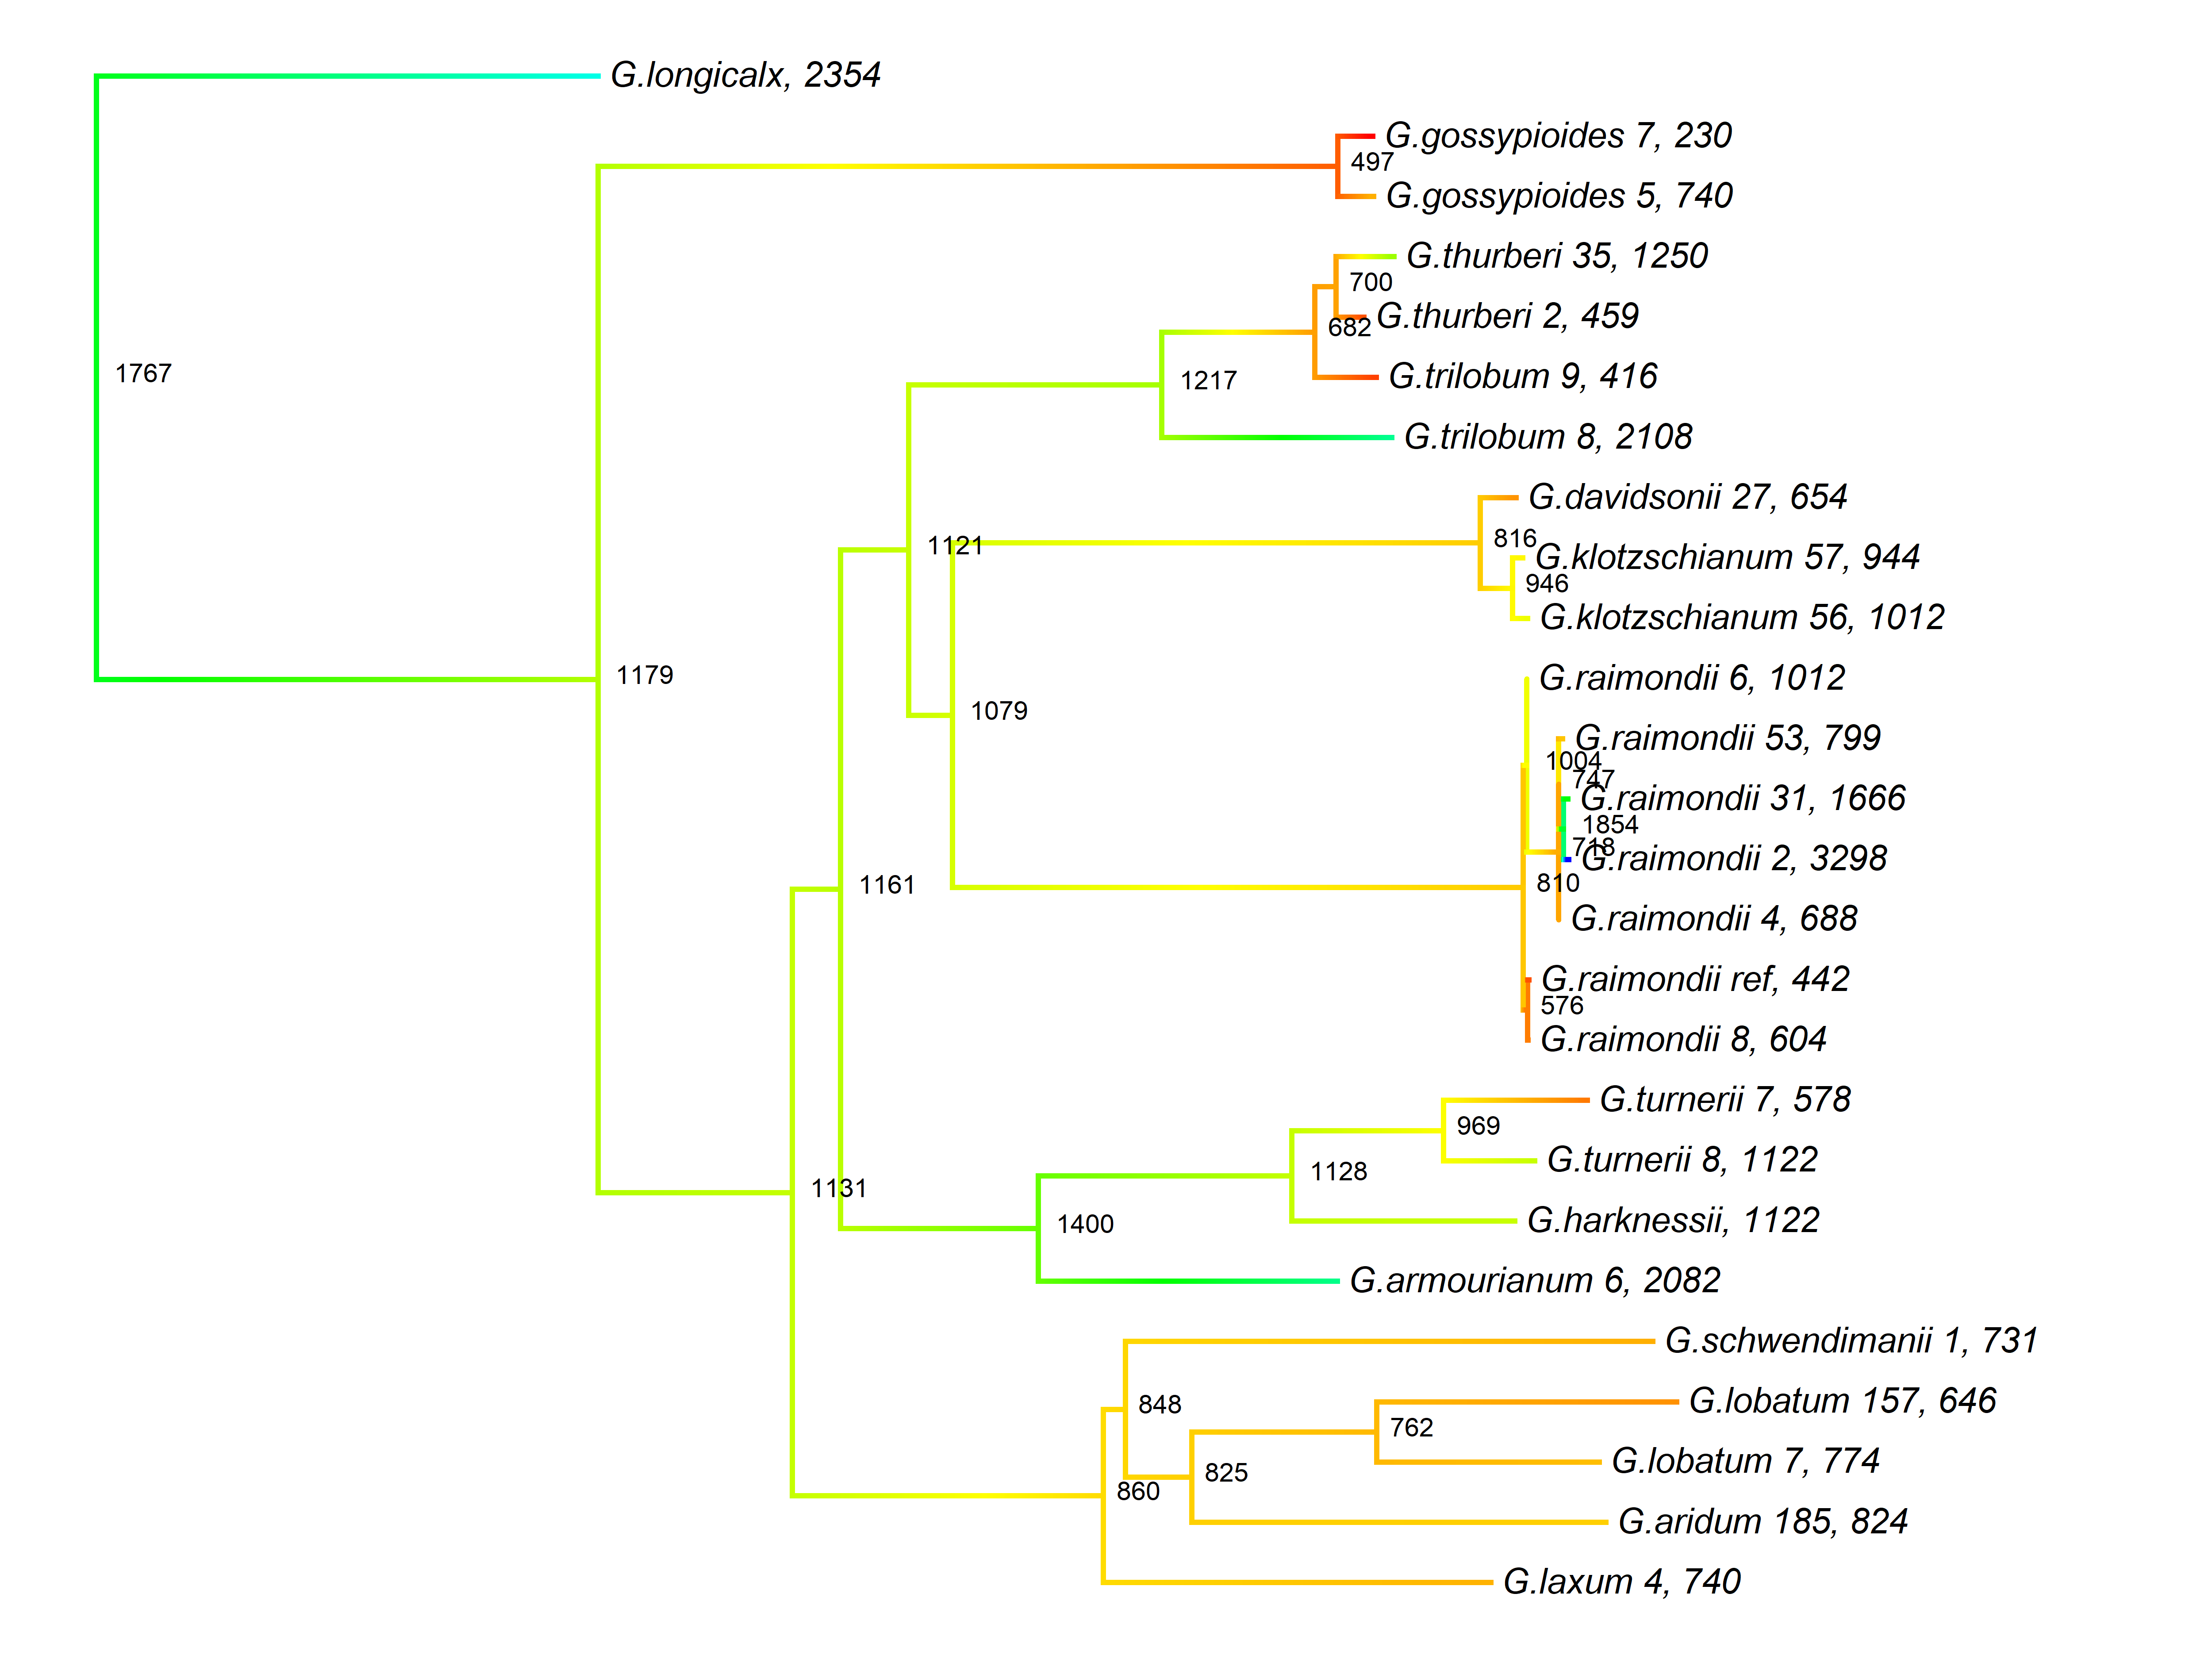 G.longicalx, 2354
G.gossypioides 7, 230
497
G.gossypioides 5, 740
G.thurberi 35, 1250
700
G.thurberi 2, 459
682
1767
G.trilobum 9, 416
1217
G.trilobum 8, 2108
G.davidsonii 27, 654
816
1121
G.klotzschianum 57, 944
946
G.klotzschianum 56, 1012
1179
G.raimondii 6, 1012
1079
G.raimondii 53, 799
1004
747
G.raimondii 31, 1666
1854
718
G.raimondii 2, 3298
810
1161
G.raimondii 4, 688
G.raimondii ref, 442
576
G.raimondii 8, 604
G.turnerii 7, 578
969
G.turnerii 8, 1122
1128
1131
G.harknessii, 1122
1400
G.armourianum 6, 2082
G.schwendimanii 1, 731
848
G.lobatum 157, 646
762
G.lobatum 7, 774
825
860
G.aridum 185, 824
G.laxum 4, 740